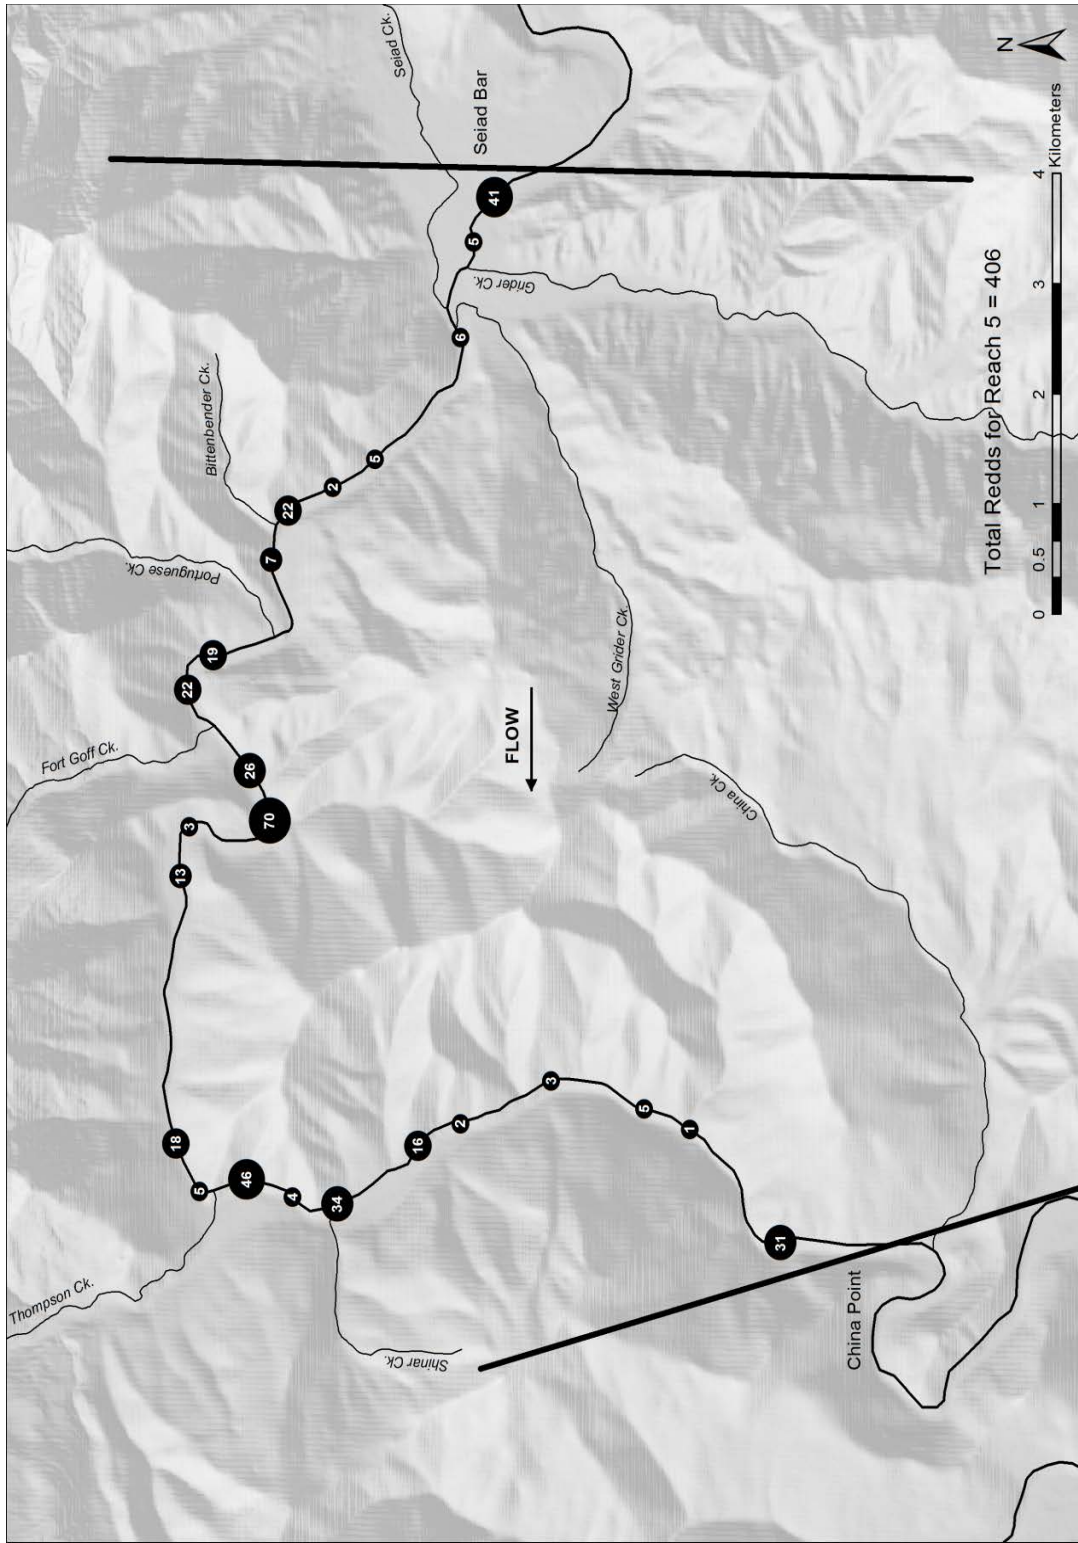 Thompson Ck.
Fort Goff Ck.
Portuguese Ck.
Bittenbender Ck.
Seiad Ck.
Seiad Bar
Shinar Ck.
Grider Ck.
West Grider Ck.
China Ck.
China Point
FLOW
41
5
6
5
2
22
7
19
22
26
70
3
13
18
5
46
4
34
16
2
3
5
1
31
Total Redds for Reach 5 = 406
0 0.5 1 2 3 4
Kilometers
N